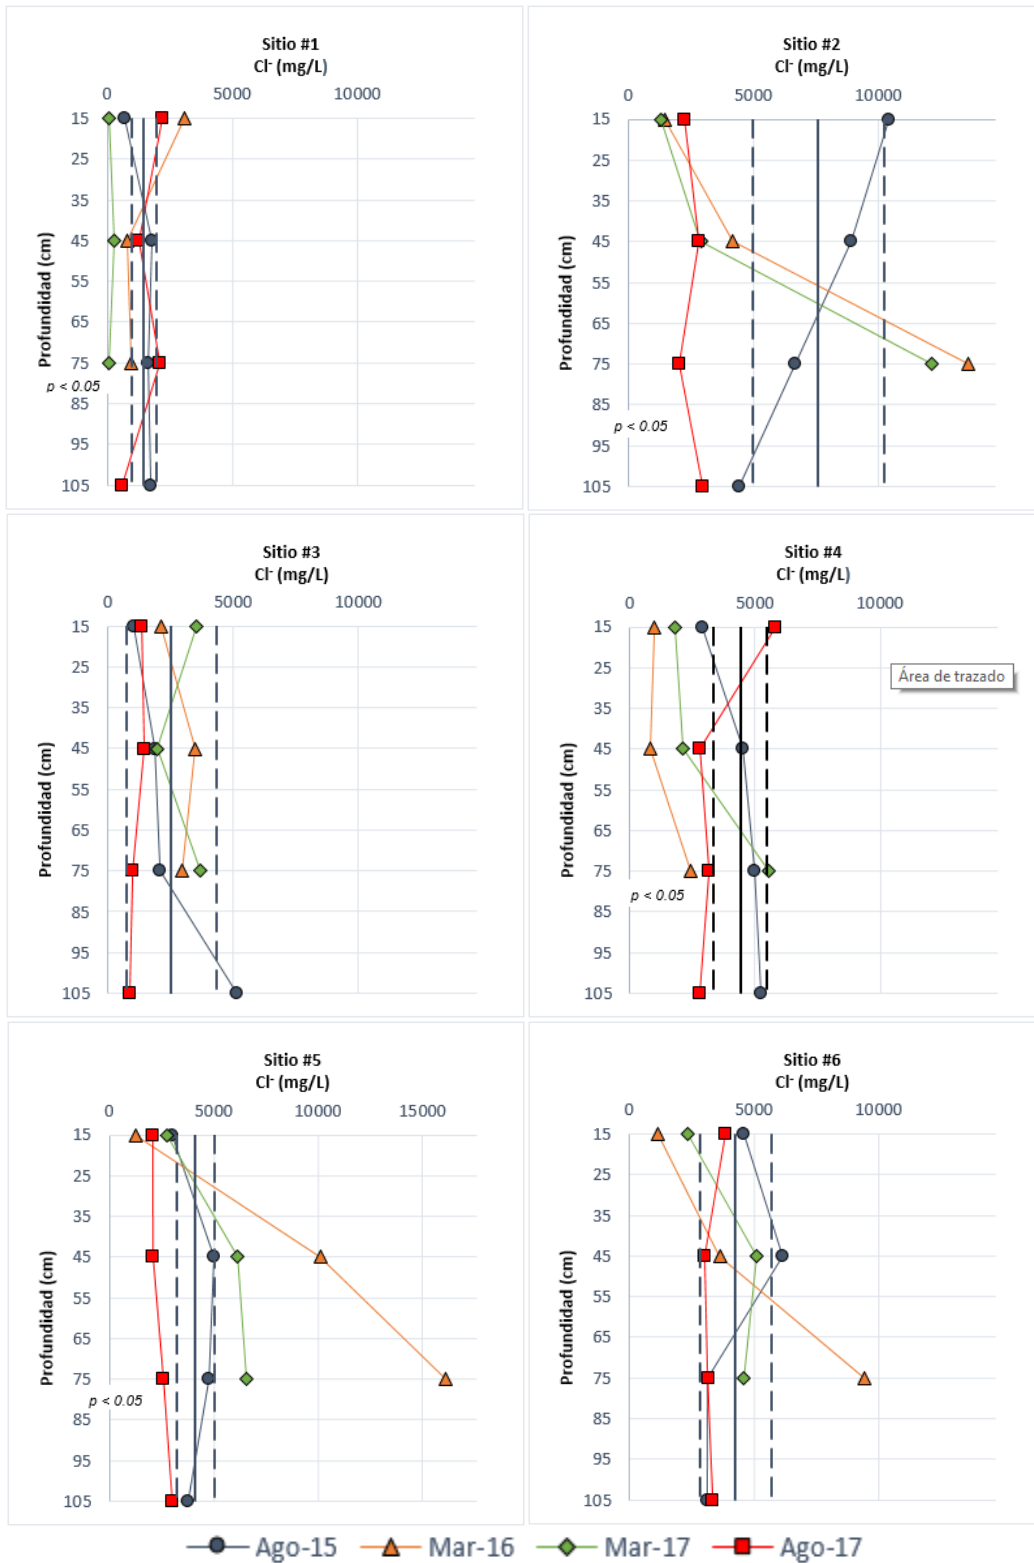 Sitio #1
Cl⁻ (mg/L)
0 5000 10000
15
25
35
45
55
65
75
85
95
105
Profundidad (cm)
p < 0.05
Sitio #2
Cl⁻ (mg/L)
0 5000 10000
15
25
35
45
55
65
75
85
95
105
Profundidad (cm)
p < 0.05
Sitio #3
Cl⁻ (mg/L)
0 5000 10000
15
25
35
45
55
65
75
85
95
105
Profundidad (cm)
Sitio #4
Cl⁻ (mg/L)
0 5000 10000
15
25
35
45
55
65
75
85
95
105
Profundidad (cm)
p < 0.05
Área de trazado
Sitio #5
Cl⁻ (mg/L)
0 5000 10000 15000
15
25
35
45
55
65
75
85
95
105
Profundidad (cm)
p < 0.05
Sitio #6
Cl⁻ (mg/L)
0 5000 10000
15
25
35
45
55
65
75
85
95
105
Profundidad (cm)
Ago-15 Mar-16 Mar-17 Ago-17